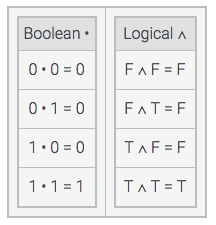 Boolean • Logical ∧
0 • 0 = 0 F ∧ F = F
0 • 1 = 0 F ∧ T = F
1 • 0 = 0 T ∧ F = F
1 • 1 = 1 T ∧ T = T